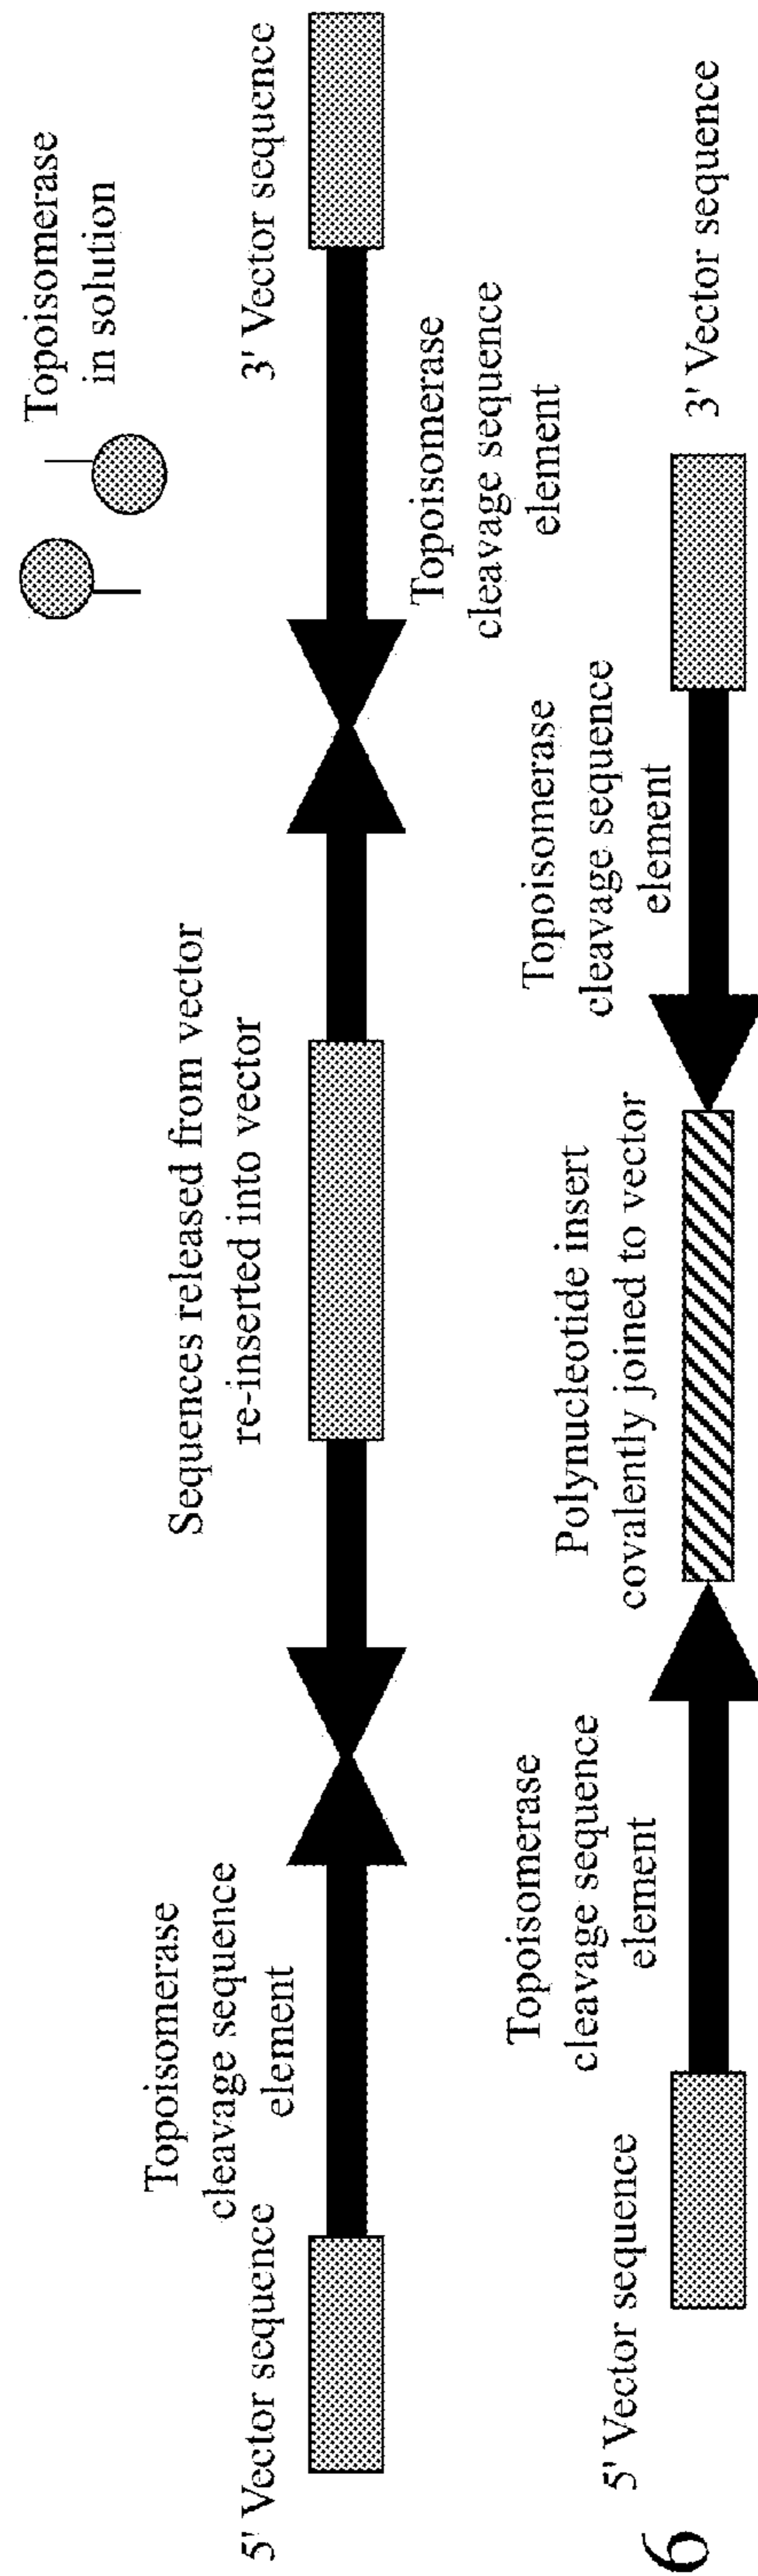 Topoisomerase
in solution
5' Vector sequence
Topoisomerase
cleavage sequence
element
Sequences released from vector
re-inserted into vector
3' Vector sequence
Topoisomerase
cleavage sequence
element
6
5' Vector sequence
Topoisomerase
cleavage sequence
element
Polynucleotide insert
covalently joined to vector
Topoisomerase
cleavage sequence
element
3' Vector sequence